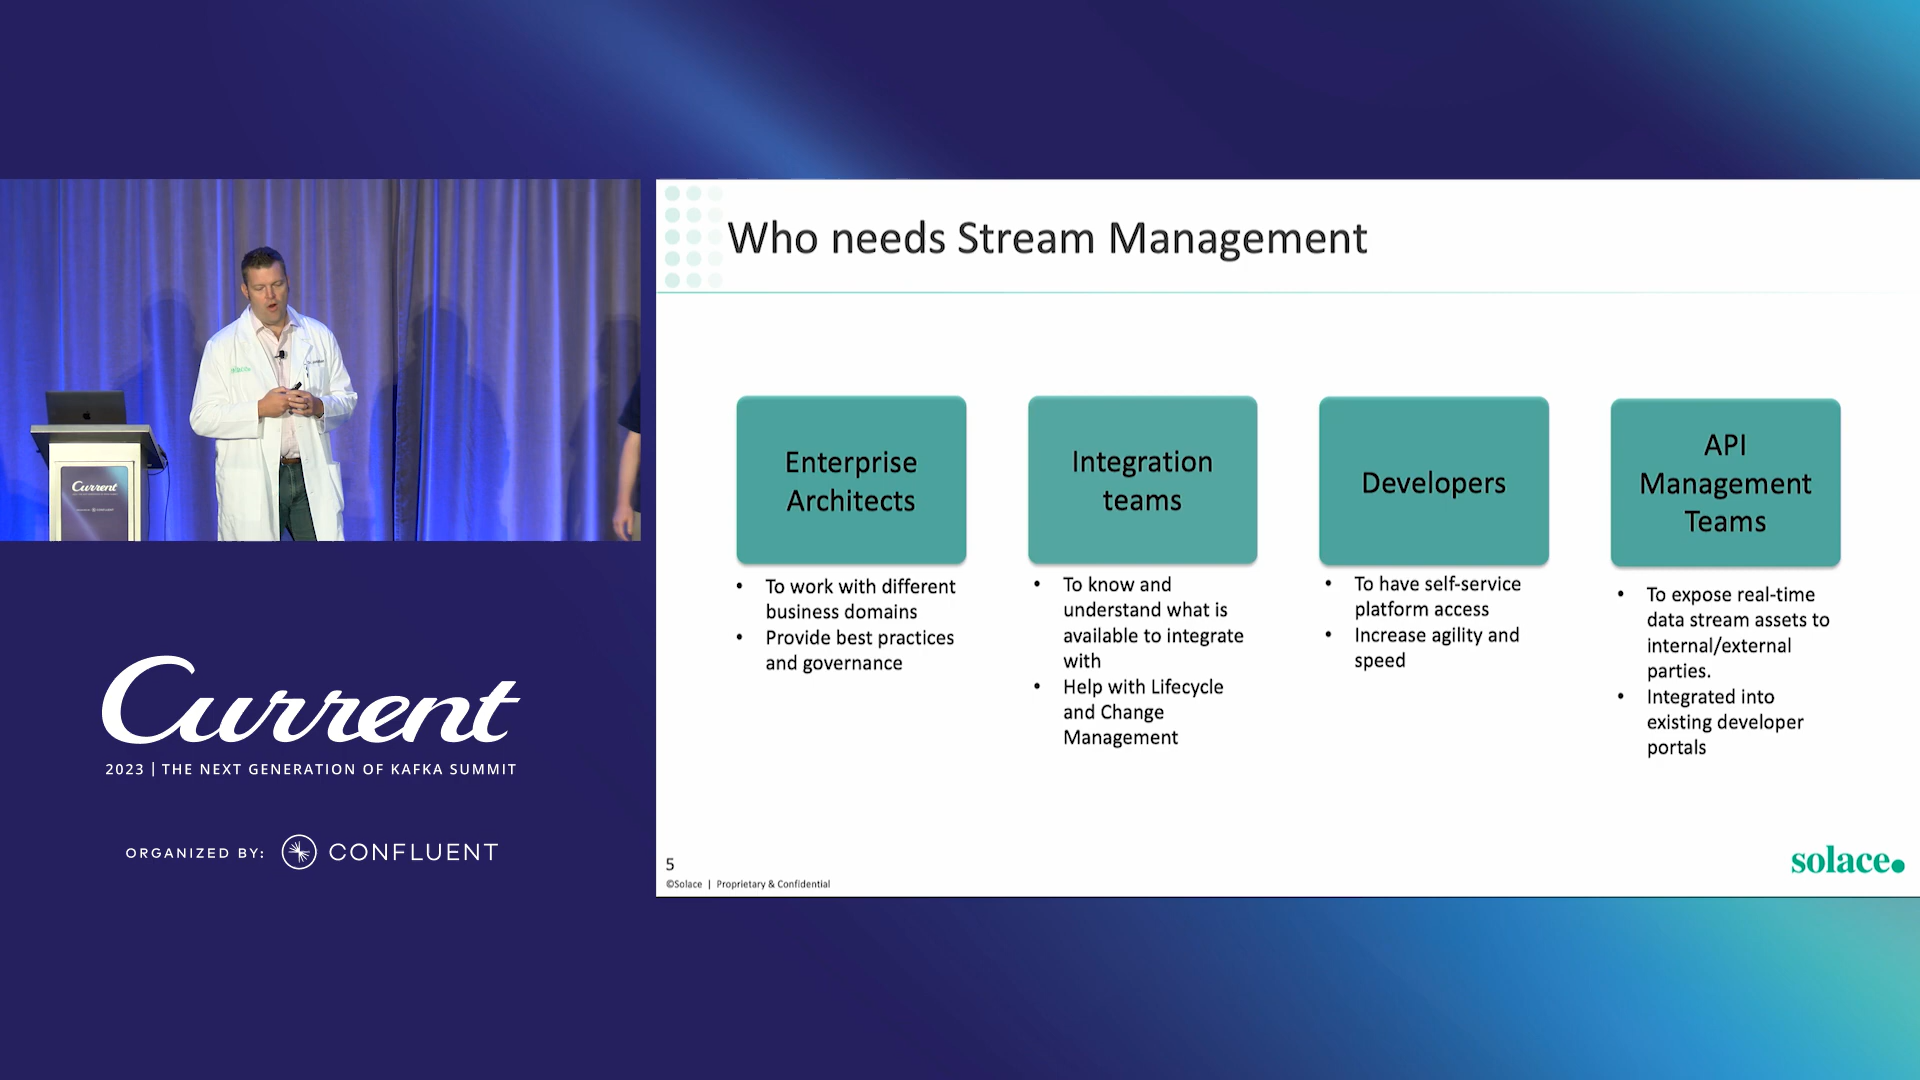 Who needs Stream Management
Enterprise
Architects
• To work with different
business domains
• Provide best practices
and governance
Integration
teams
• To know and
understand what is
available to integrate
with
• Help with Lifecycle
and Change
Management
Developers
• To have self-service
platform access
• Increase agility and
speed
API
Management
Teams
• To expose real-time
data stream assets to
internal/external
parties.
• Integrated into
existing developer
portals
5
©Solace | Proprietary & Confidential
solace
Current
Current
2023 | THE NEXT GENERATION OF KAFKA SUMMIT
ORGANIZED BY: CONFLUENT